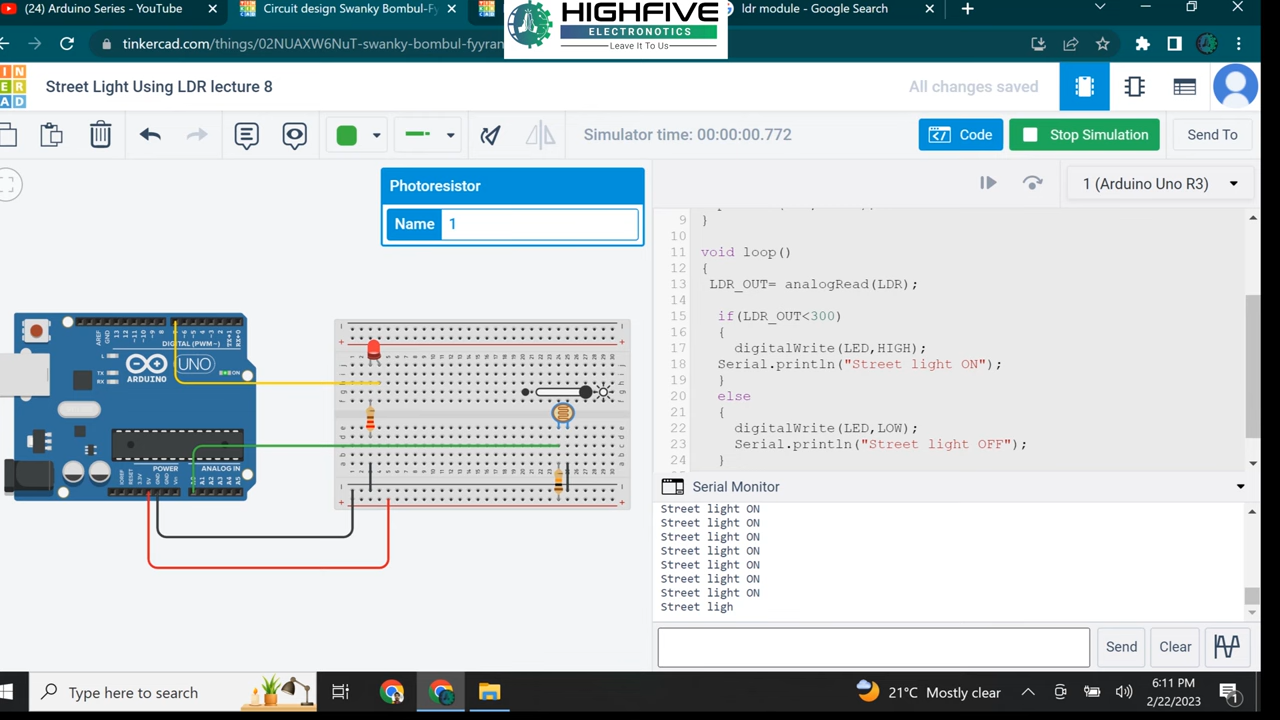 (24) Arduino Series - YouTube
Circuit design Swanky Bombul-Fy
ldr module - Google Search
HIGHFIVE
ELECTRONOTICS
Leave It To Us
tinkercad.com/things/02NUAXW6NuT-swanky-bombul-fyyran
Street Light Using LDR lecture 8
All changes saved
Simulator time: 00:00:00.772
Code
Stop Simulation
Send To
Photoresistor
Name 1
1 (Arduino Uno R3)
9 }
10
11 void loop()
12 {
13 LDR_OUT= analogRead(LDR);
14
15 if(LDR_OUT<300)
16 {
17 digitalWrite(LED,HIGH);
18 Serial.println("Street light ON");
19 }
20 else
21 {
22 digitalWrite(LED,LOW);
23 Serial.println("Street light OFF");
24 }
DIGITAL (PWM~)
UNO
ON
ARDUINO
POWER
ANALOG IN
Serial Monitor
Street light ON
Street light ON
Street light ON
Street light ON
Street light ON
Street light ON
Street light ON
Street ligh
Send
Clear
Type here to search
21°C Mostly clear
6:11 PM
2/22/2023
1